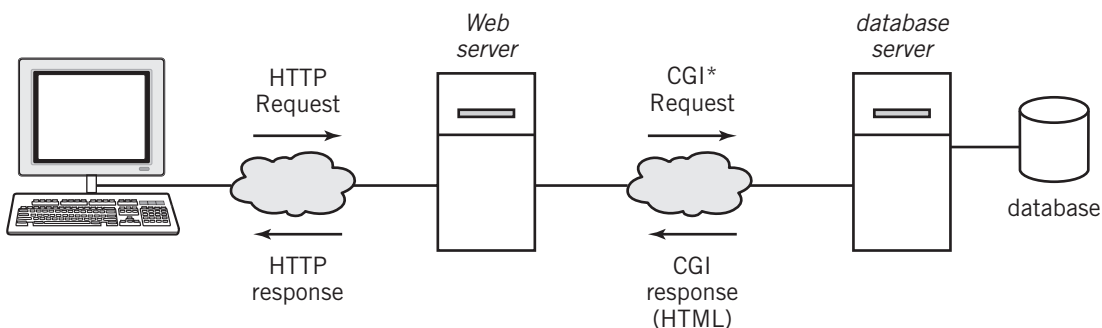 Web
server
database
server
HTTP
Request
CGI*
Request
database
HTTP
response
CGI
response
(HTML)